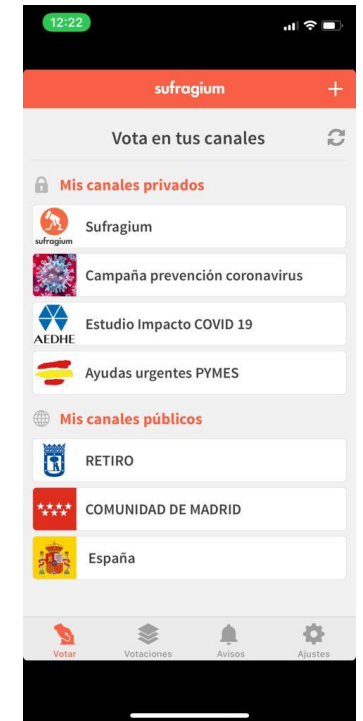 12:22
sufragium
Vota en tus canales
Mis canales privados
sufragium
Sufragium
Campaña prevención coronavirus
AEDHE
Estudio Impacto COVID 19
Ayudas urgentes PYMES
Mis canales públicos
RETIRO
COMUNIDAD DE MADRID
España
Votar Votaciones Avisos Ajustes